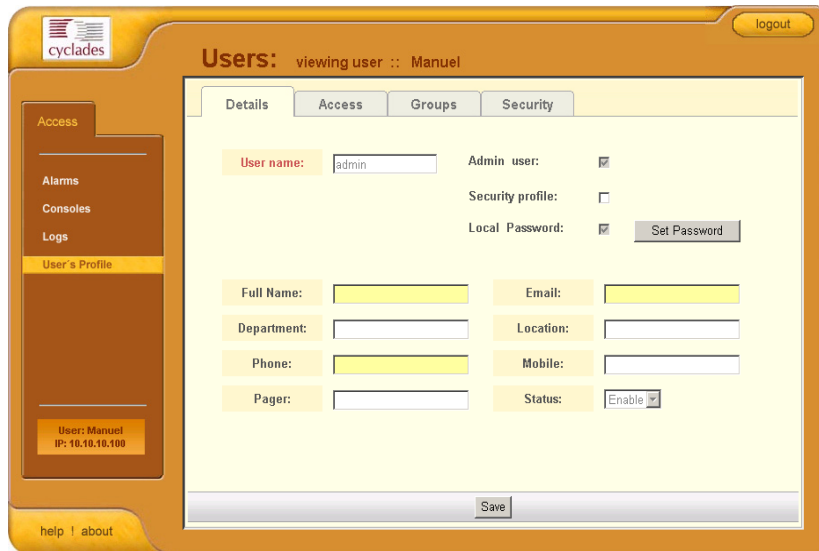 cyclades
logout
Users: viewing user :: Manuel
Access
Alarms
Consoles
Logs
User´s Profile
User: Manuel
IP: 10.10.10.100
help ! about
Details Access Groups Security
User name: admin Admin user:
Security profile:
Local Password: Set Password
Full Name: Email:
Department: Location:
Phone: Mobile:
Pager: Status: Enable
Save